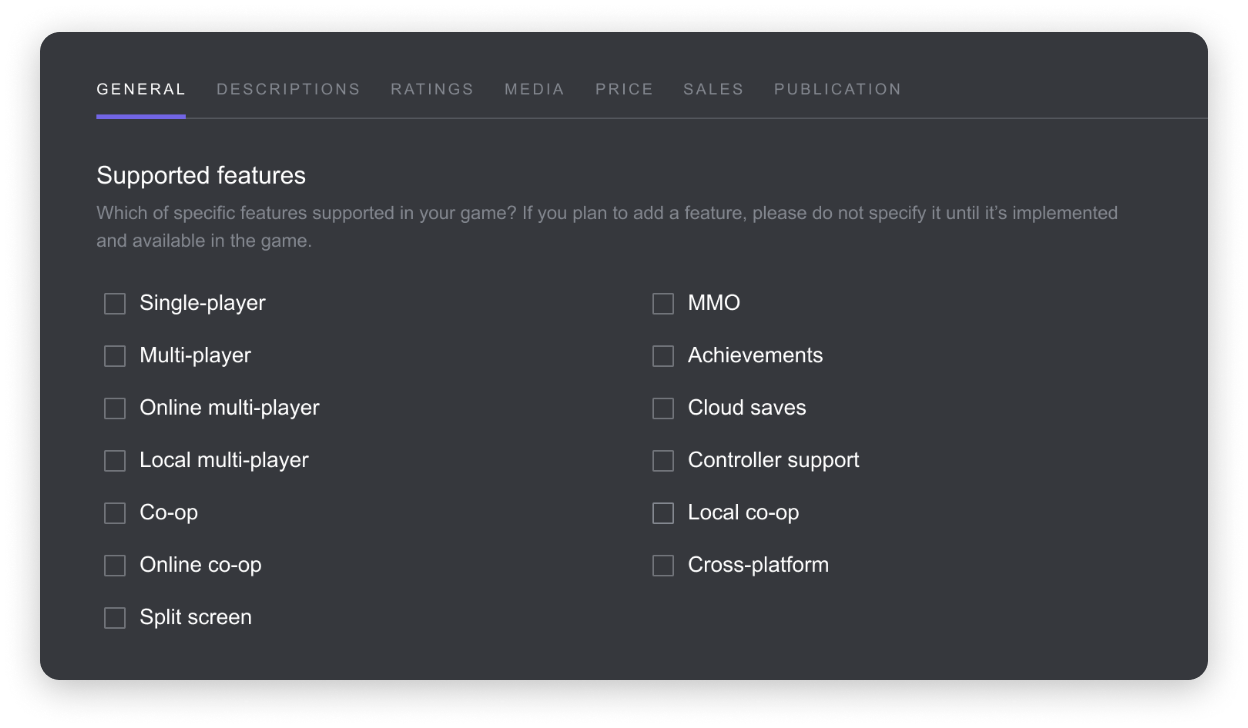 GENERAL DESCRIPTIONS RATINGS MEDIA PRICE SALES PUBLICATION
Supported features
Which of specific features supported in your game? If you plan to add a feature, please do not specify it until it’s implemented
and available in the game.
Single-player
Multi-player
Online multi-player
Local multi-player
Co-op
Online co-op
Split screen
MMO
Achievements
Cloud saves
Controller support
Local co-op
Cross-platform